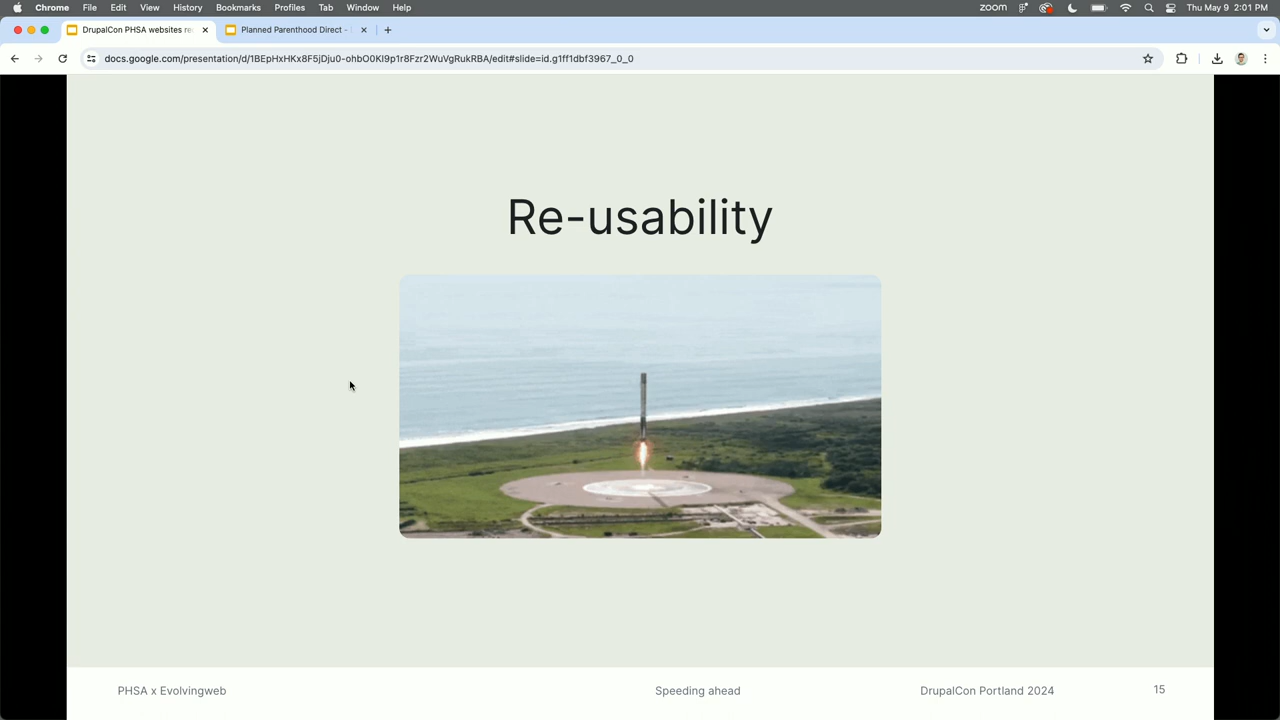 Chrome File Edit View History Bookmarks Profiles Tab Window Help zoom Thu May 9 2:01 PM
DrupalCon PHSA websites re
Planned Parenthood Direct -
docs.google.com/presentation/d/1BEpHxHKx8F5jDju0-ohbO0KI9p1r8Fzr2WuVgRukRBA/edit#slide=id.g1ff1dbf3967_0_0
Re-usability
PHSA x Evolvingweb Speeding ahead DrupalCon Portland 2024 15